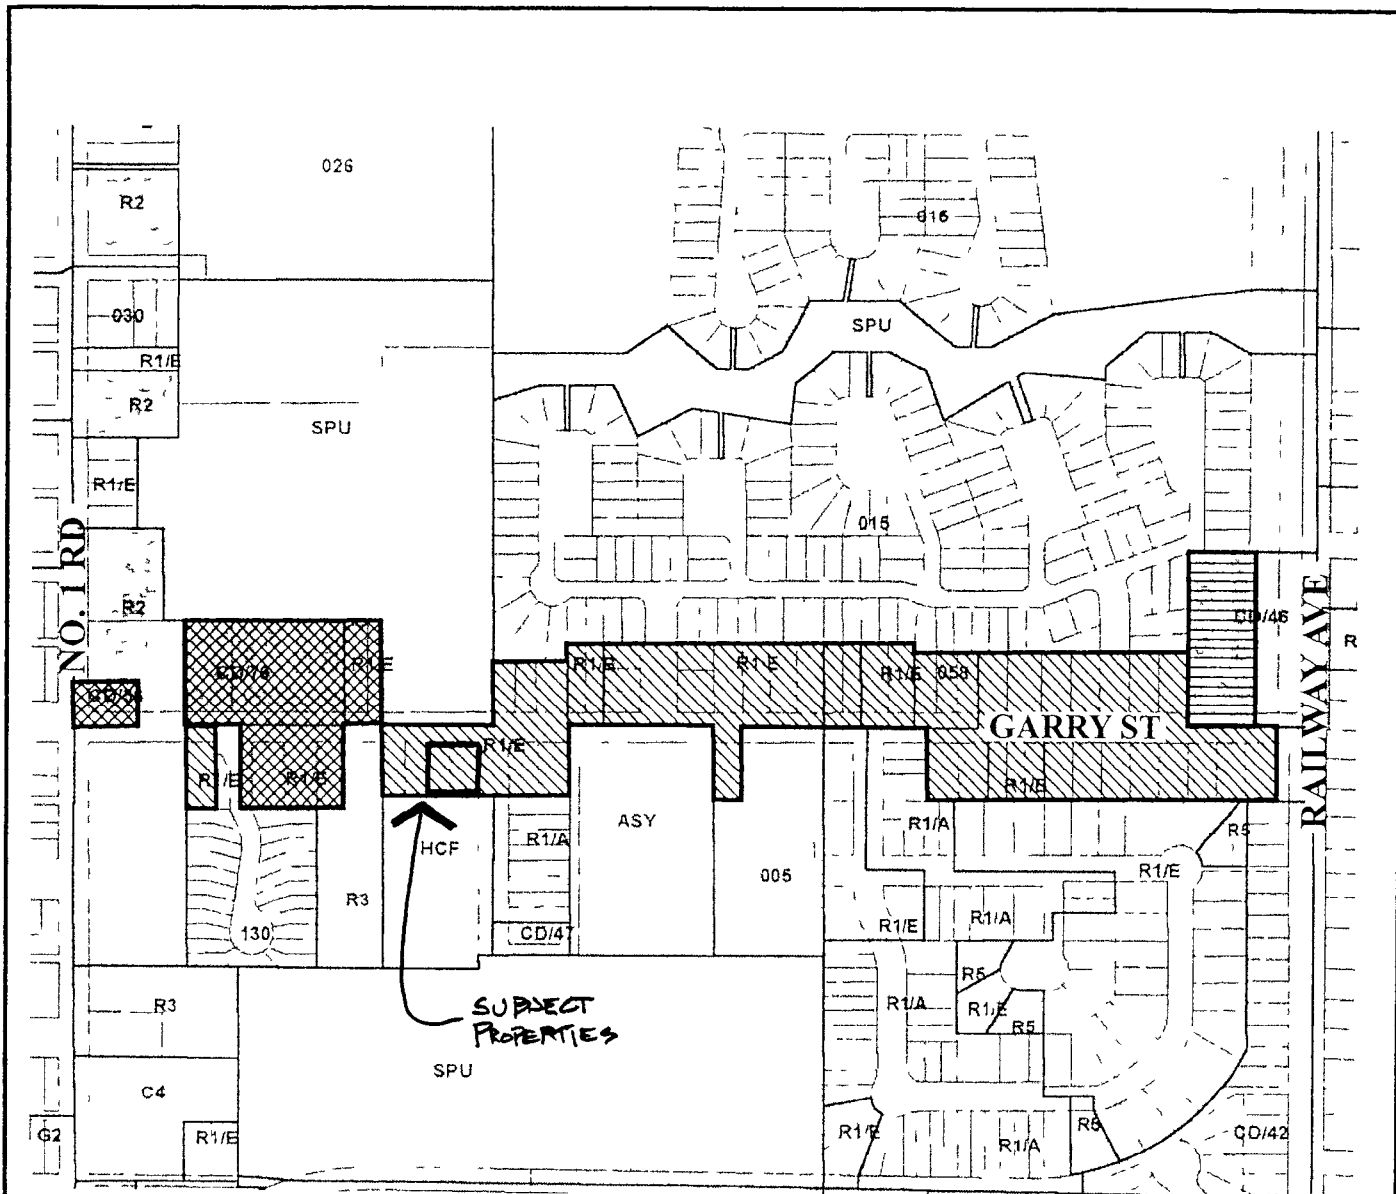 026
R2
016
030
SPU
R1/E
R2
SPU
R1/E
015
NO. 1 RD
R2
CD/46
RAILWAY AVE
R1/E
R1/E
R1 E
R1/E
058
GARRY ST
R1/E
R1/E
R1/E
R1/E
ASY
R1/A
R5
HCF
R1/A
005
R1/E
R3
R1/A
130
CD/47
R1/E
R5
R3
SUBJECT
PROPERTIES
R1/A
R1/E
R5
SPU
C4
G2
R1/E
R1/E
R1/A
R5
CD/42